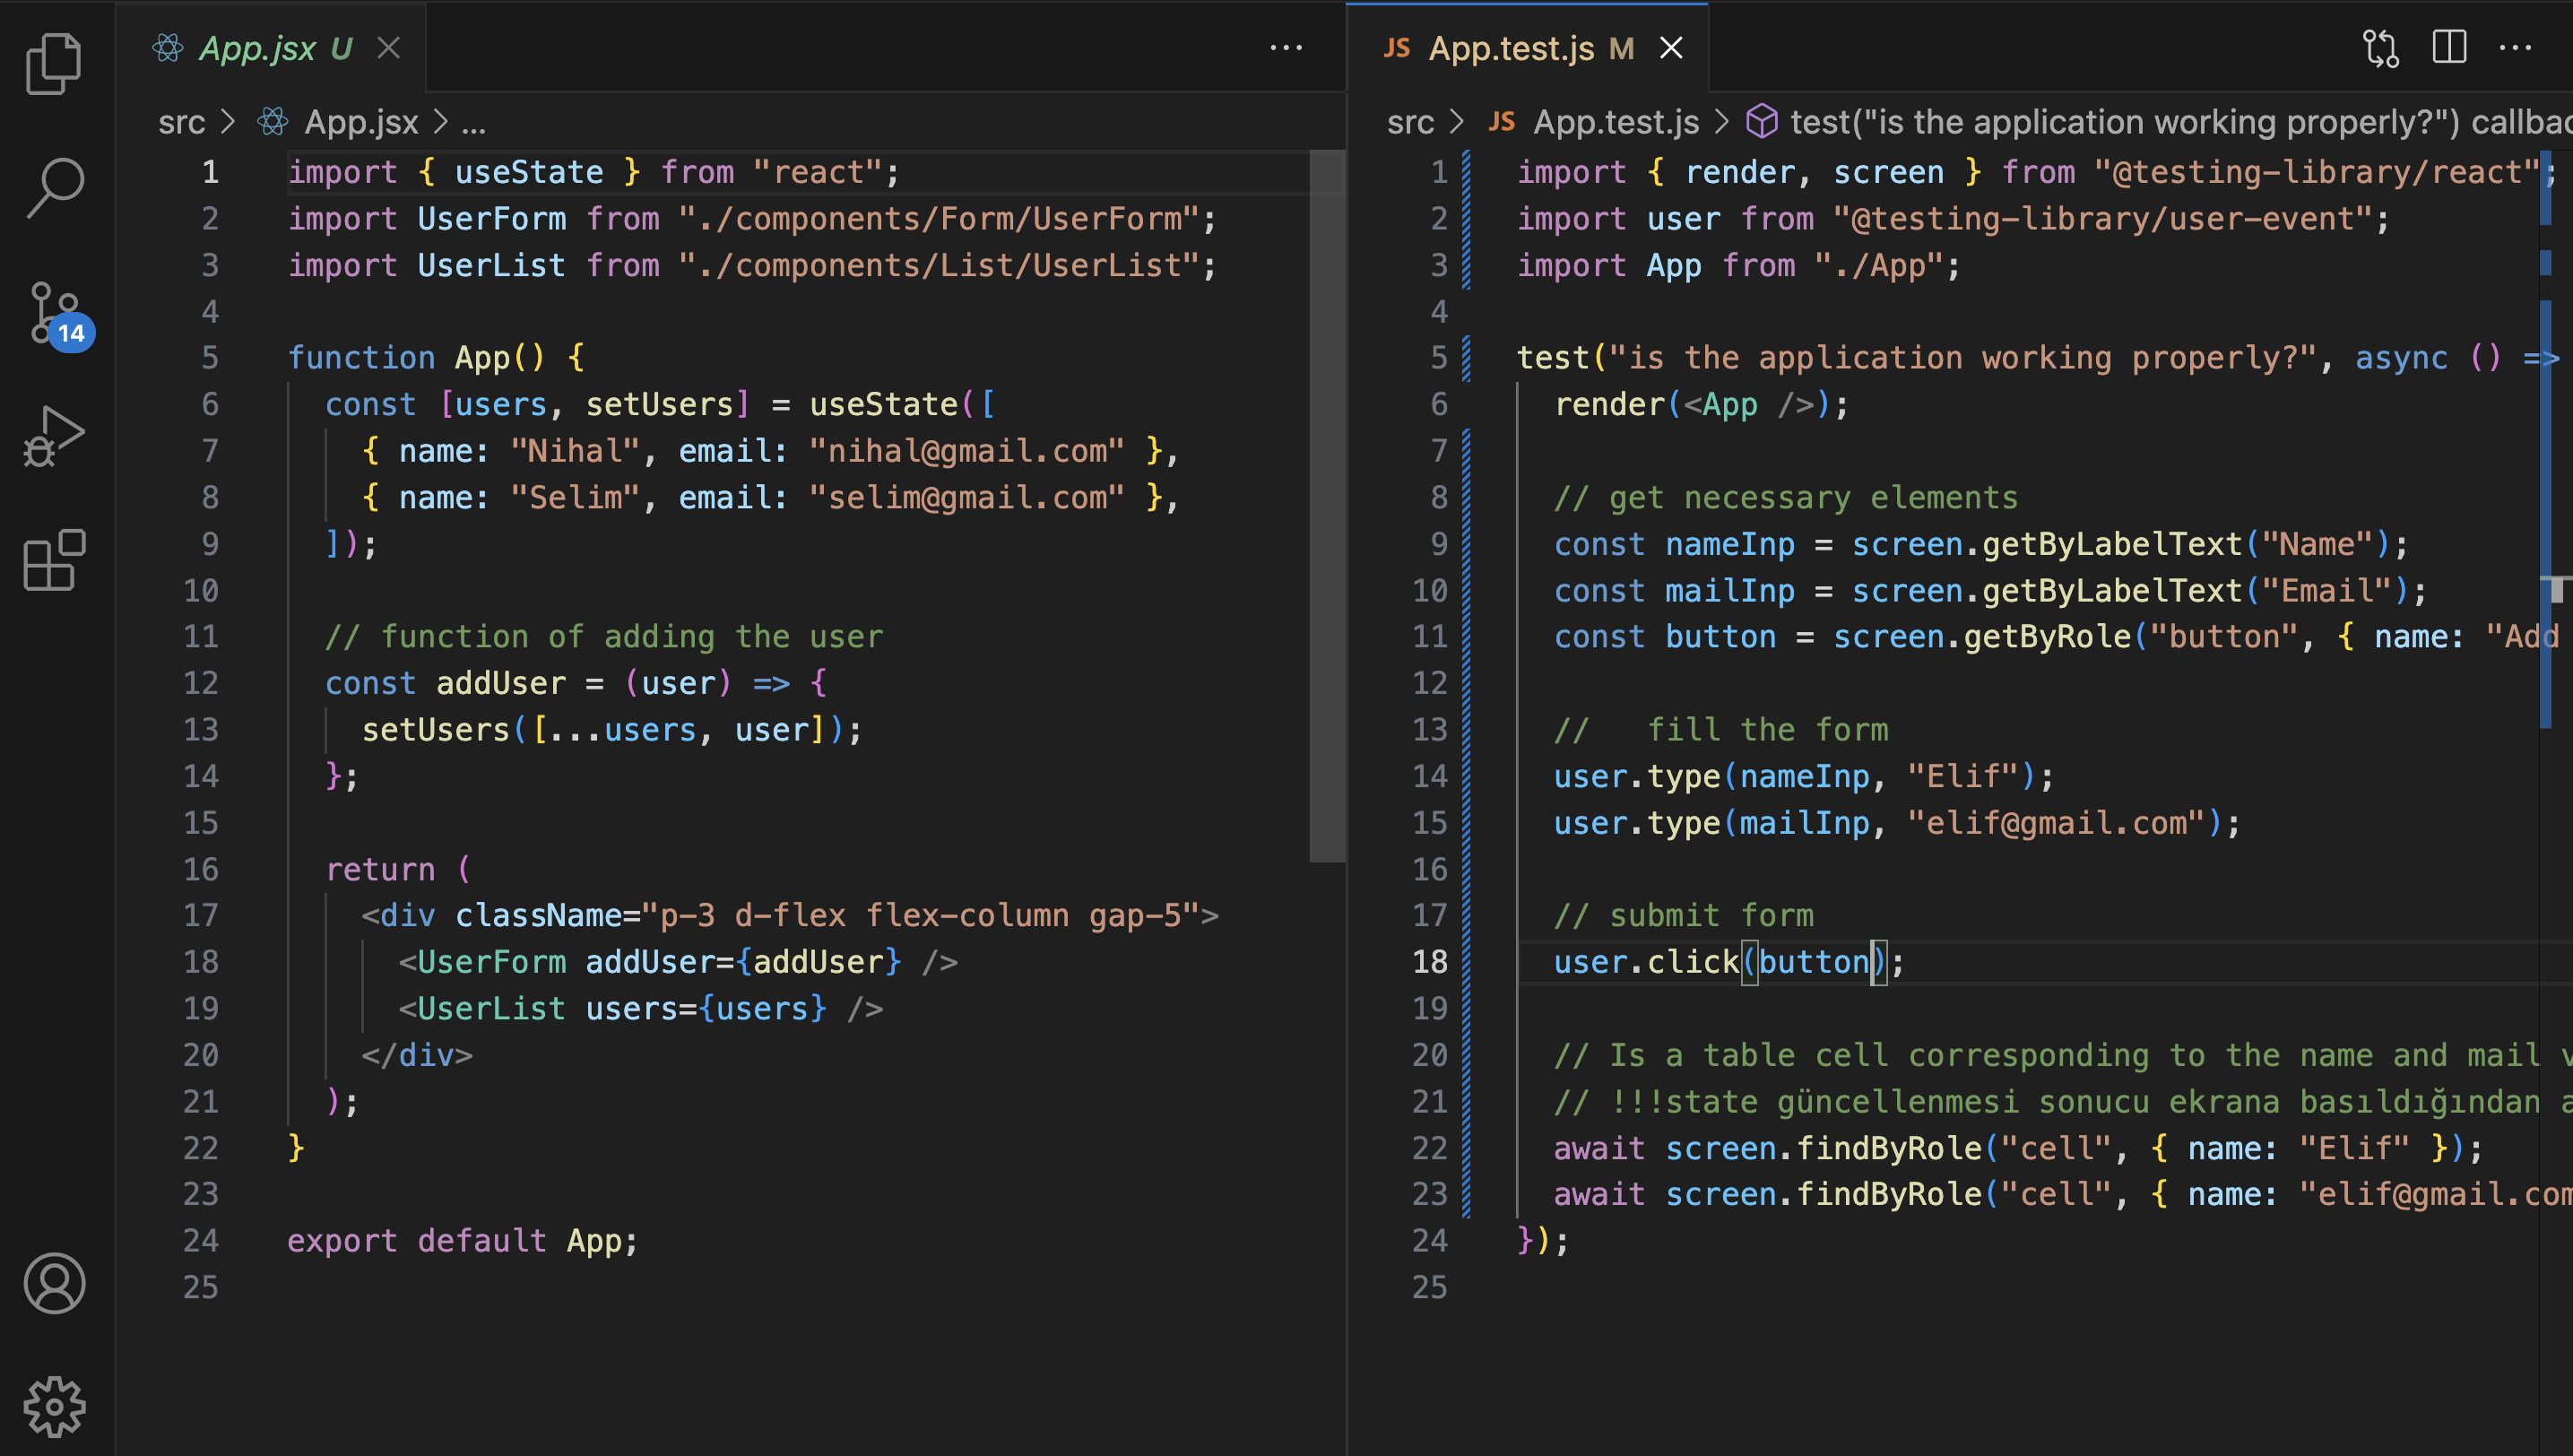 App.jsx U
src > App.jsx > ...
1 import { useState } from "react";
2 import UserForm from "./components/Form/UserForm";
3 import UserList from "./components/List/UserList";
4
5 function App() {
6 const [users, setUsers] = useState([
7 { name: "Nihal", email: "nihal@gmail.com" },
8 { name: "Selim", email: "selim@gmail.com" },
9 ]);
10
11 // function of adding the user
12 const addUser = (user) => {
13 setUsers([...users, user]);
14 };
15
16 return (
17 <div className="p-3 d-flex flex-column gap-5">
18 <UserForm addUser={addUser} />
19 <UserList users={users} />
20 </div>
21 );
22 }
23
24 export default App;
25
14
JS App.test.js M
src > JS App.test.js > test("is the application working properly?") callbac
1 import { render, screen } from "@testing-library/react";
2 import user from "@testing-library/user-event";
3 import App from "./App";
4
5 test("is the application working properly?", async () =>
6 render(<App />);
7
8 // get necessary elements
9 const nameInp = screen.getByLabelText("Name");
10 const mailInp = screen.getByLabelText("Email");
11 const button = screen.getByRole("button", { name: "Add
12
13 //   fill the form
14 user.type(nameInp, "Elif");
15 user.type(mailInp, "elif@gmail.com");
16
17 // submit form
18 user.click(button);
19
20 // Is a table cell corresponding to the name and mail v
21 // !!!state güncellenmesi sonucu ekrana basıldığından a
22 await screen.findByRole("cell", { name: "Elif" });
23 await screen.findByRole("cell", { name: "elif@gmail.com
24 });
25